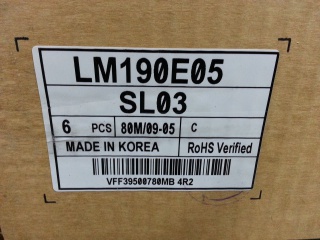 LM190E05
SL03
6 PCS 80M/09-05 C
MADE IN KOREA RoHS Verified
VFF39500780MB 4R2